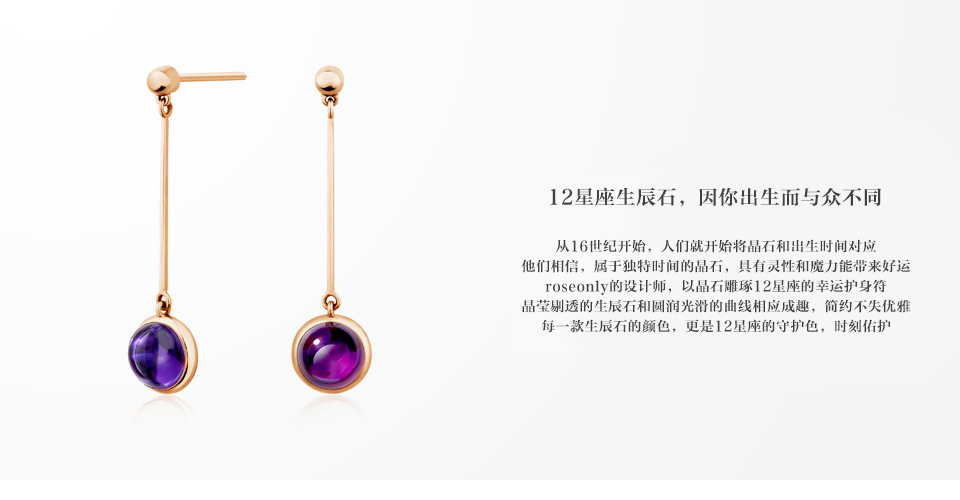 12星座生辰石，因你出生而与众不同
从16世纪开始，人们就开始将晶石和出生时间对应
他们相信，属于独特时间的晶石，具有灵性和魔力能带来好运
roseonly的设计师，以晶石雕琢12星座的幸运护身符
晶莹剔透的生辰石和圆润光滑的曲线相应成趣，简约不失优雅
每一款生辰石的颜色，更是12星座的守护色，时刻佑护